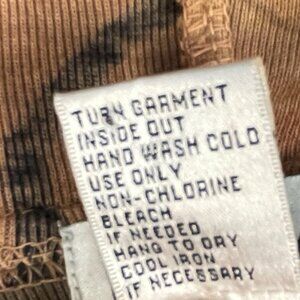 TURN GARMENT
INSIDE OUT
HAND WASH COLD
USE ONLY
NON-CHLORINE
BLEACH
IF NEEDED
HANG TO DRY
COOL IRON
IF NECESSARY